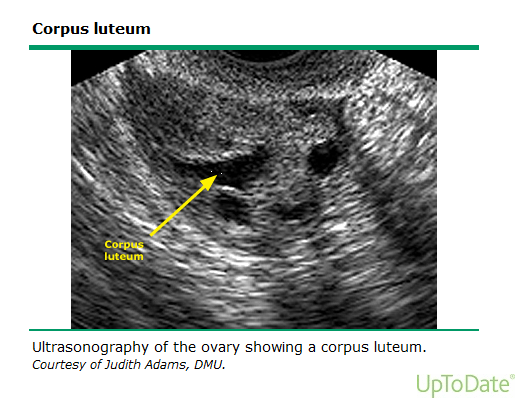 Corpus luteum
Corpus
luteum
Ultrasonography of the ovary showing a corpus luteum.
Courtesy of Judith Adams, DMU.
UpToDate®